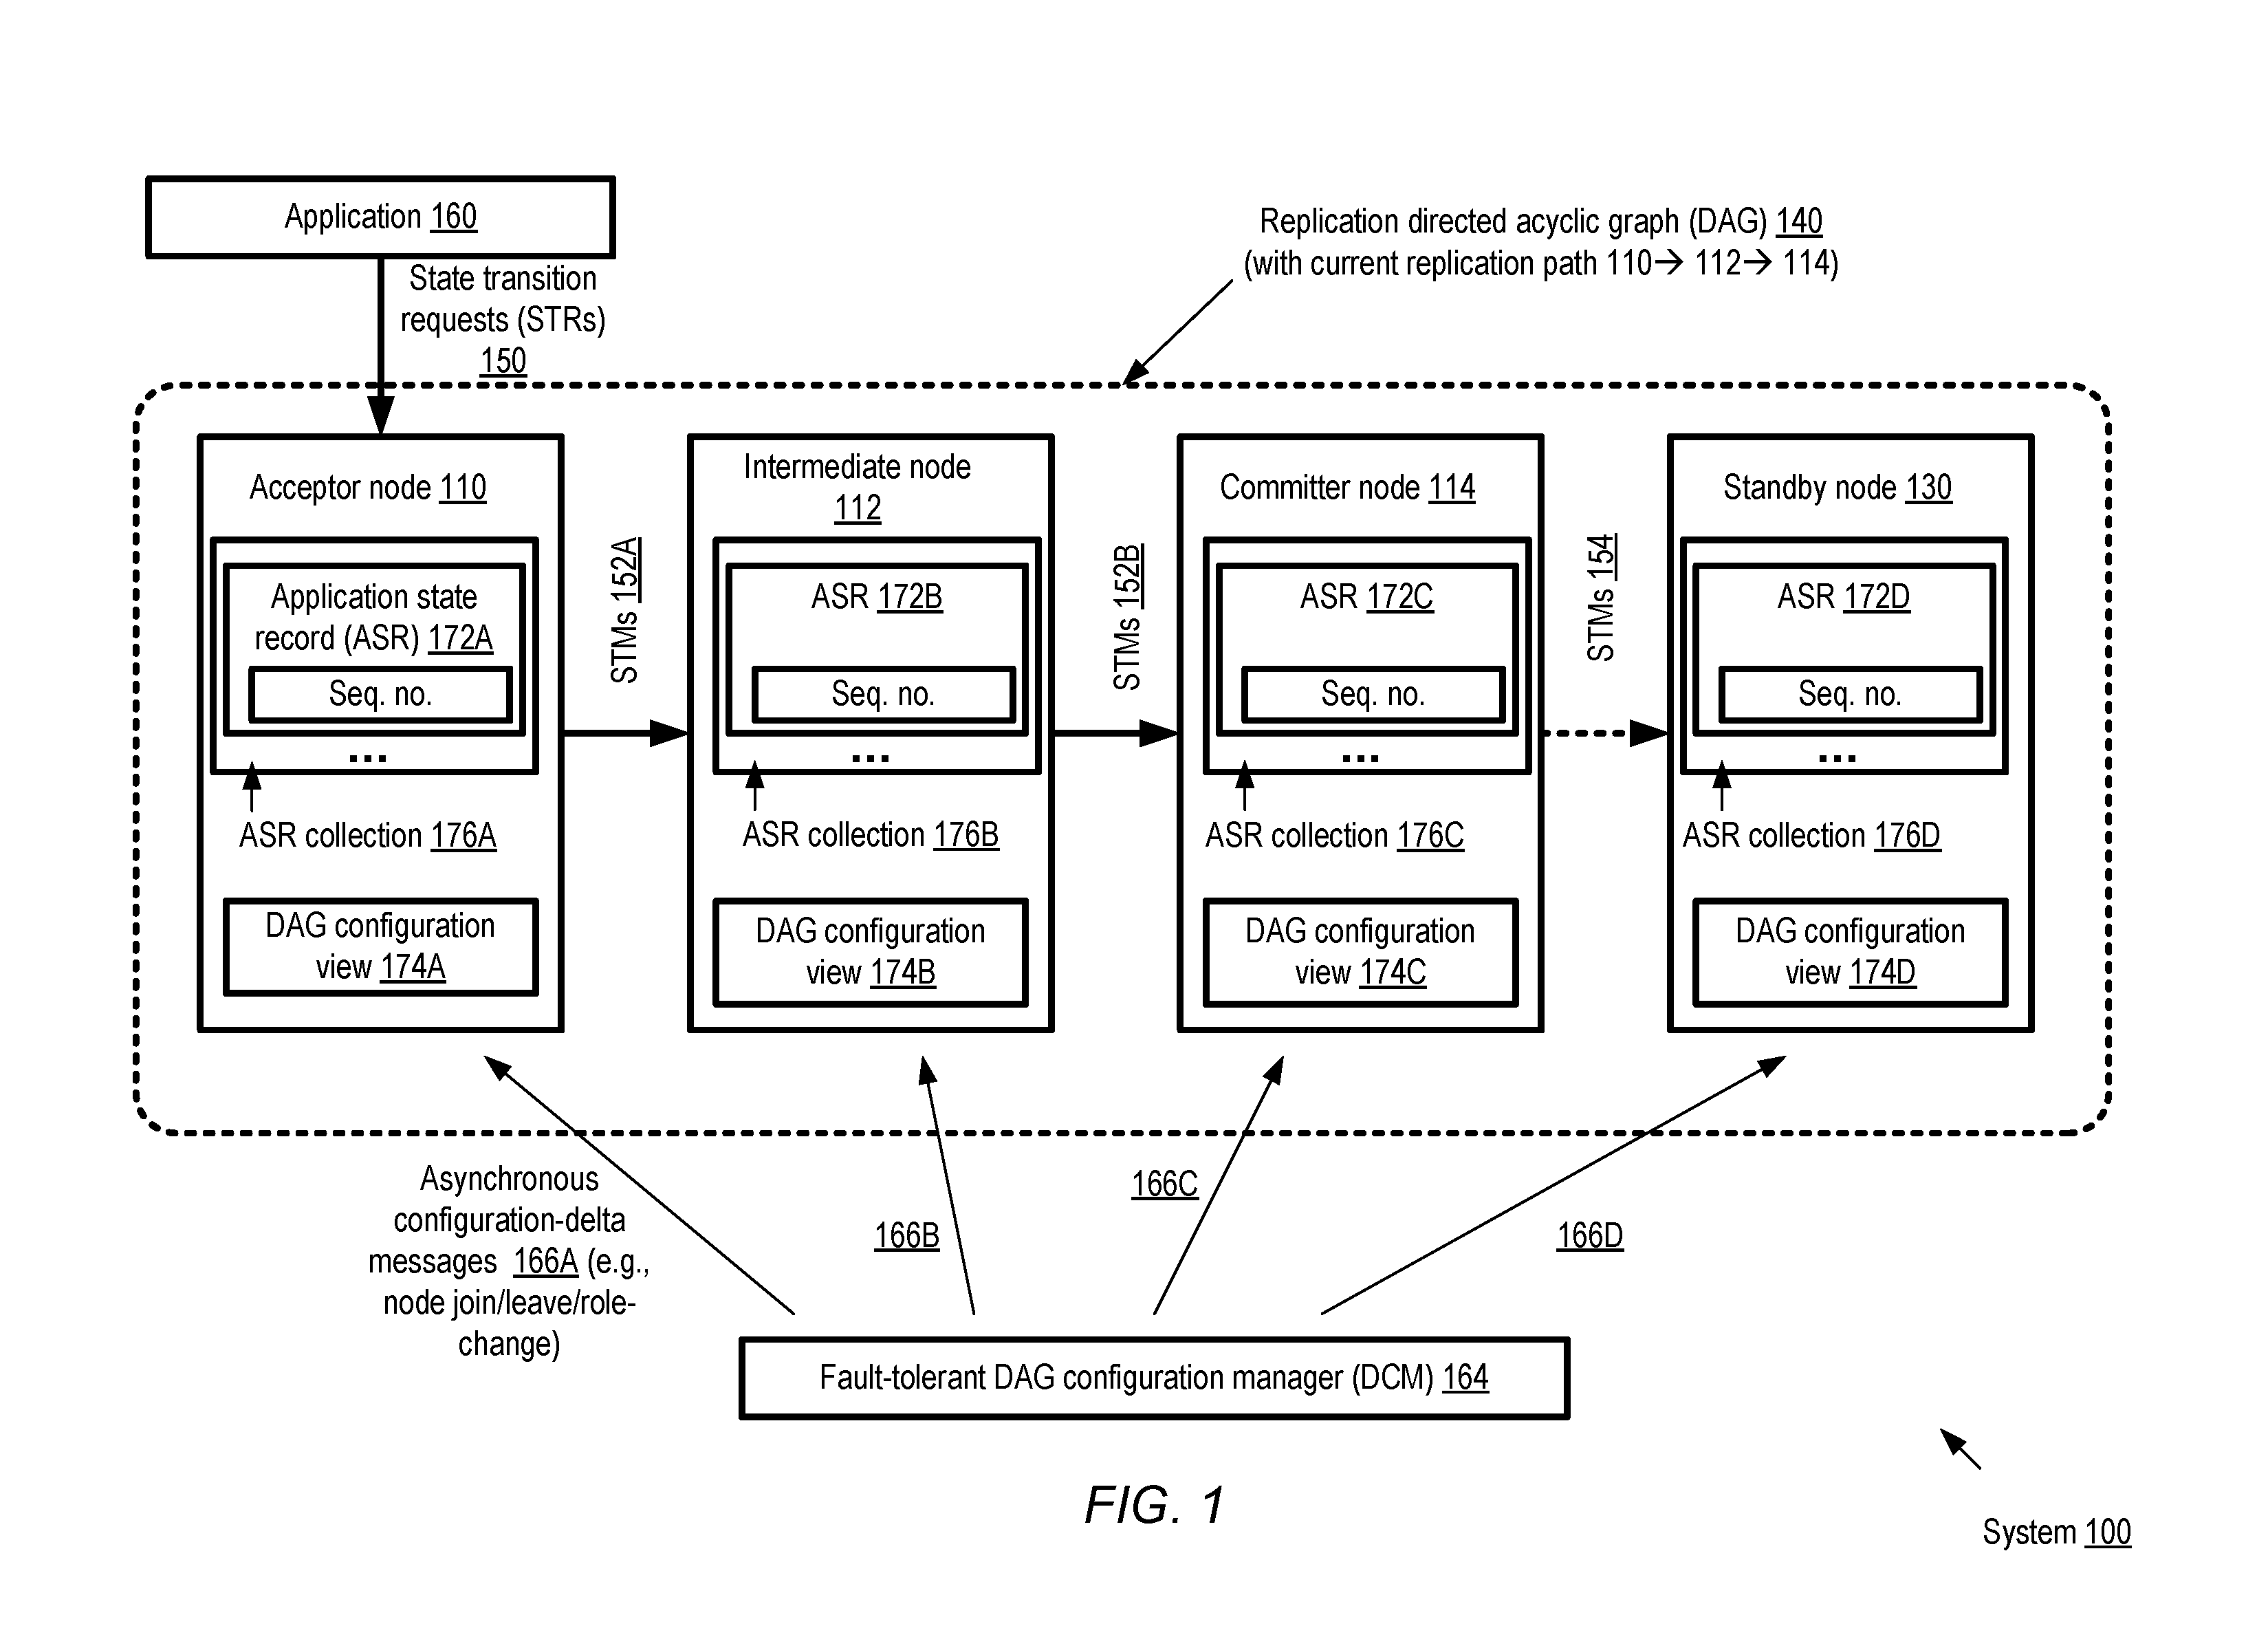 Application 160
State transition
requests (STRs)
150
Replication directed acyclic graph (DAG) 140
(with current replication path 110→ 112→ 114)
Acceptor node 110
Application state
record (ASR) 172A
Seq. no.
...
ASR collection 176A
DAG configuration
view 174A
STMs 152A
Intermediate node
112
ASR 172B
Seq. no.
...
ASR collection 176B
DAG configuration
view 174B
STMs 152B
Committer node 114
ASR 172C
Seq. no.
...
ASR collection 176C
DAG configuration
view 174C
STMs 154
Standby node 130
ASR 172D
Seq. no.
...
ASR collection 176D
DAG configuration
view 174D
Asynchronous
configuration-delta
messages 166A (e.g.,
node join/leave/role-
change)
166B
166C
166D
Fault-tolerant DAG configuration manager (DCM) 164
FIG. 1
System 100